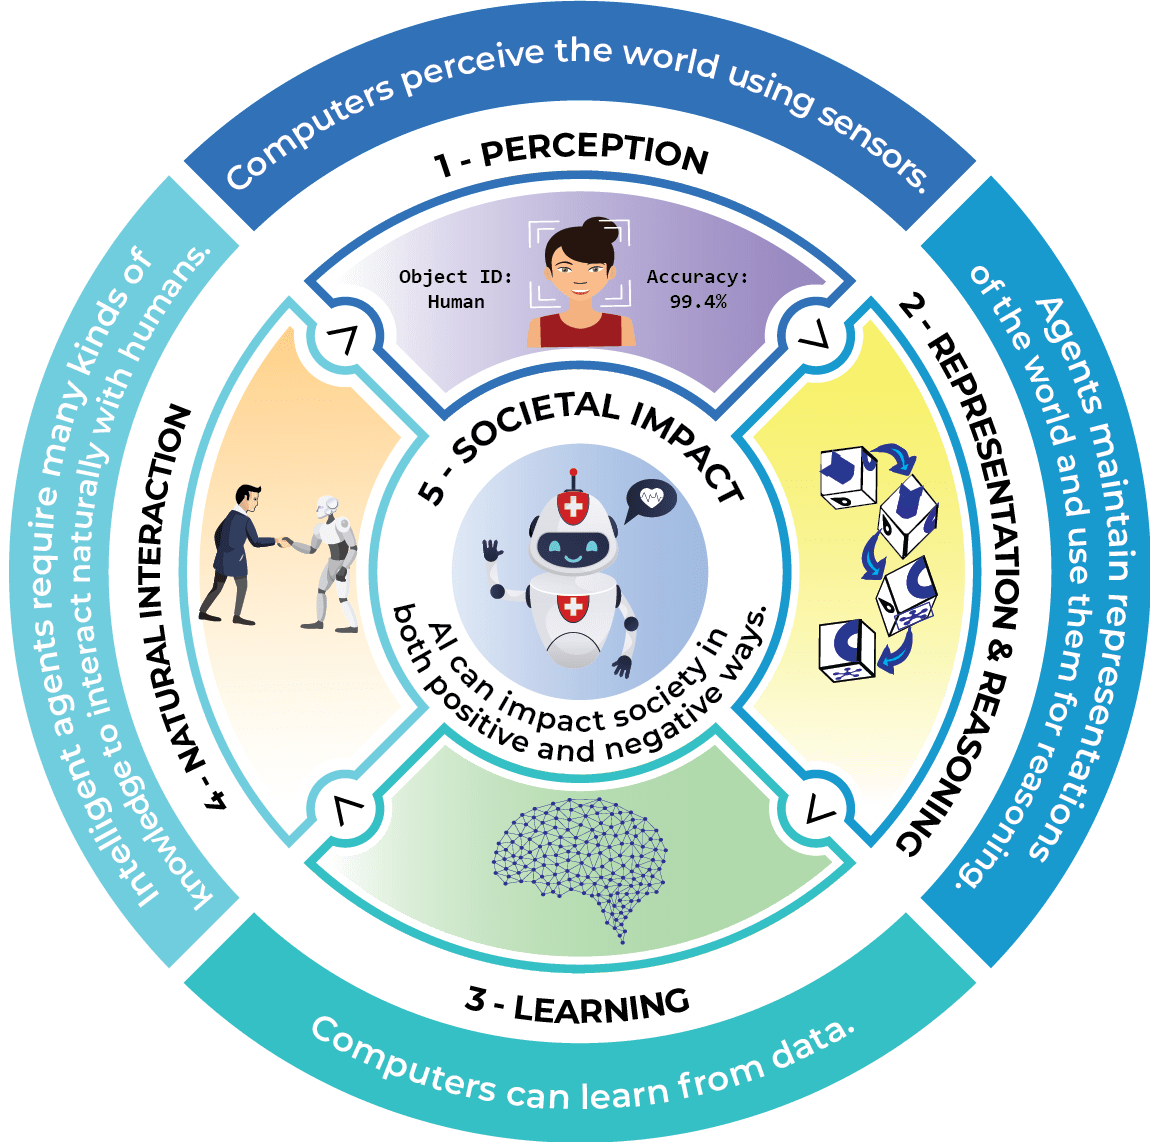 Computers perceive the world using sensors.
1 - PERCEPTION
Object ID:
Human
Accuracy:
99.4%
Agents maintain representations
of the world and use them for reasoning.
2 - REPRESENTATION & REASONING
3 - LEARNING
Computers can learn from data.
Intelligent agents require many kinds of
knowledge to interact naturally with humans.
4 - NATURAL INTERACTION
5 - SOCIETAL IMPACT
AI can impact society in
both positive and negative ways.